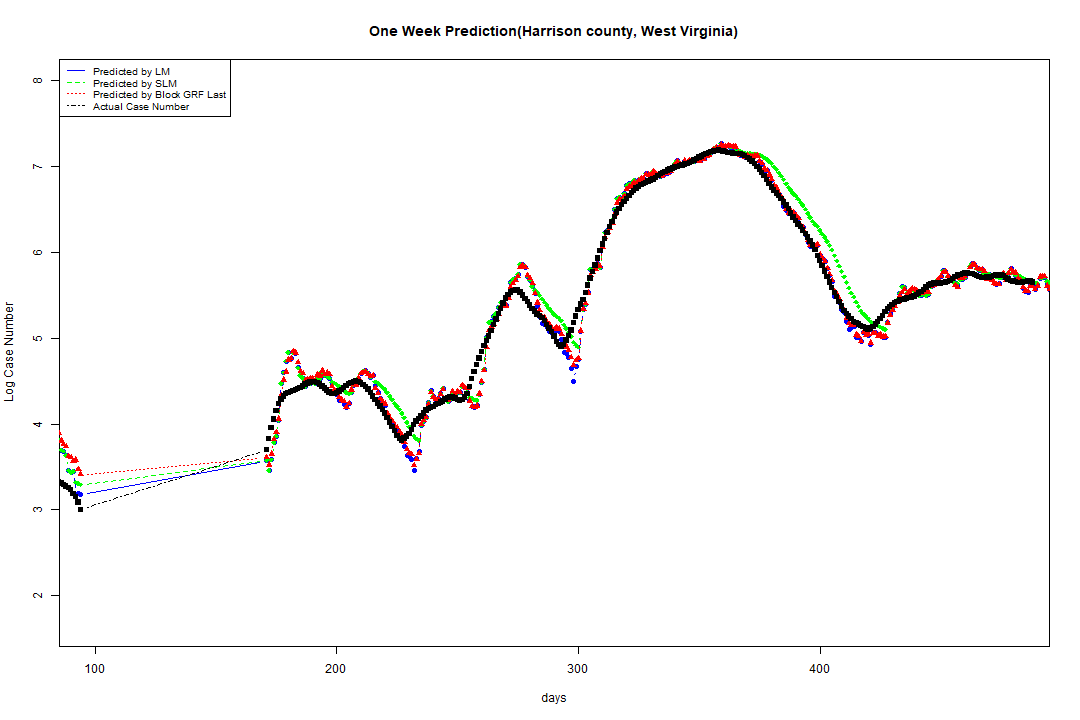 One Week Prediction(Harrison county, West Virginia)
Predicted by LM
Predicted by SLM
Predicted by Block GRF Last
Actual Case Number
8
7
6
5
4
3
2
Log Case Number
100 200 300 400
days